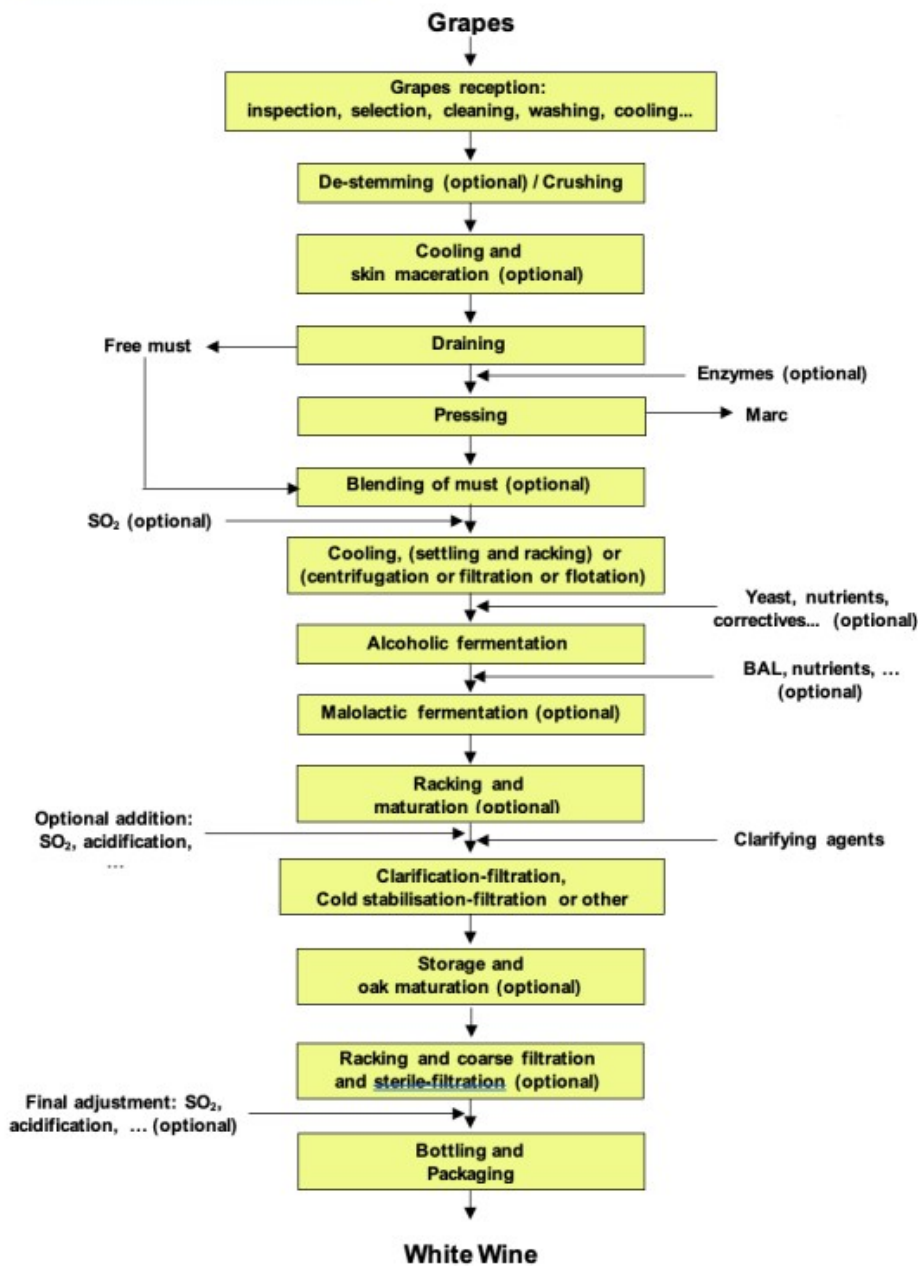 Grapes
Grapes reception:
inspection, selection, cleaning, washing, cooling...
De-stemming (optional) / Crushing
Cooling and
skin maceration (optional)
Free must
Draining
Enzymes (optional)
Pressing
Marc
Blending of must (optional)
SO₂ (optional)
Cooling, (settling and racking) or
(centrifugation or filtration or flotation)
Yeast, nutrients,
correctives... (optional)
Alcoholic fermentation
BAL, nutrients, ...
(optional)
Malolactic fermentation (optional)
Racking and
maturation (optional)
Optional addition:
SO₂, acidification,
...
Clarifying agents
Clarification-filtration,
Cold stabilisation-filtration or other
Storage and
oak maturation (optional)
Racking and coarse filtration
and sterile-filtration (optional)
Final adjustment: SO₂,
acidification, ... (optional)
Bottling and
Packaging
White Wine